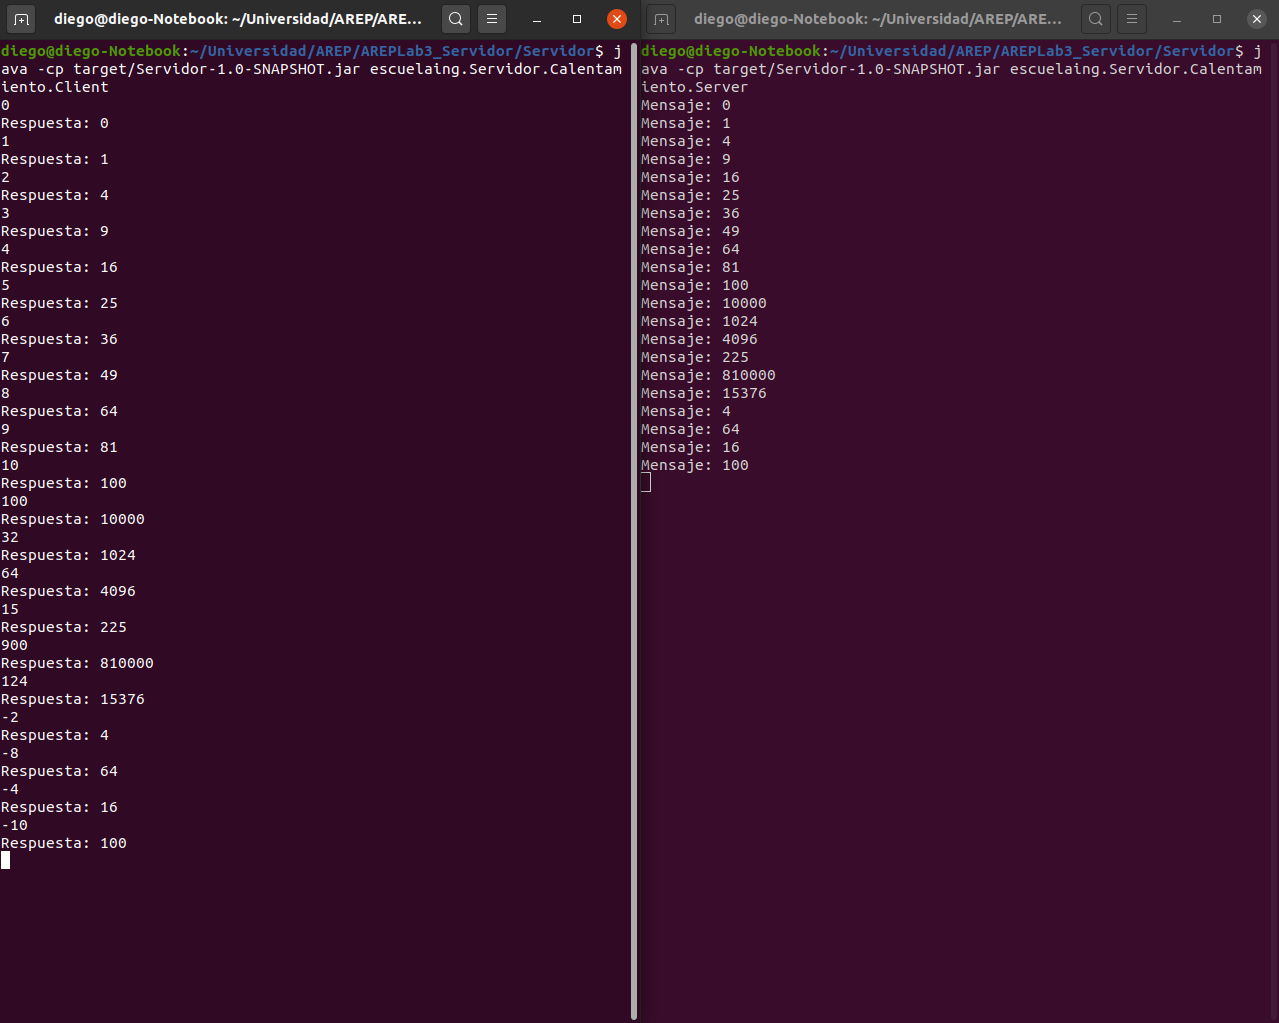 diego@diego-Notebook: ~/Universidad/AREP/ARE...
diego@diego-Notebook:~/Universidad/AREP/AREPLab3_Servidor/Servidor$ j
ava -cp target/Servidor-1.0-SNAPSHOT.jar escuelaing.Servidor.Calentam
iento.Client
0
Respuesta: 0
1
Respuesta: 1
2
Respuesta: 4
3
Respuesta: 9
4
Respuesta: 16
5
Respuesta: 25
6
Respuesta: 36
7
Respuesta: 49
8
Respuesta: 64
9
Respuesta: 81
10
Respuesta: 100
100
Respuesta: 10000
32
Respuesta: 1024
64
Respuesta: 4096
15
Respuesta: 225
900
Respuesta: 810000
124
Respuesta: 15376
-2
Respuesta: 4
-8
Respuesta: 64
-4
Respuesta: 16
-10
Respuesta: 100
diego@diego-Notebook: ~/Universidad/AREP/ARE...
diego@diego-Notebook:~/Universidad/AREP/AREPLab3_Servidor/Servidor$ j
ava -cp target/Servidor-1.0-SNAPSHOT.jar escuelaing.Servidor.Calentam
iento.Server
Mensaje: 0
Mensaje: 1
Mensaje: 4
Mensaje: 9
Mensaje: 16
Mensaje: 25
Mensaje: 36
Mensaje: 49
Mensaje: 64
Mensaje: 81
Mensaje: 100
Mensaje: 10000
Mensaje: 1024
Mensaje: 4096
Mensaje: 225
Mensaje: 810000
Mensaje: 15376
Mensaje: 4
Mensaje: 64
Mensaje: 16
Mensaje: 100